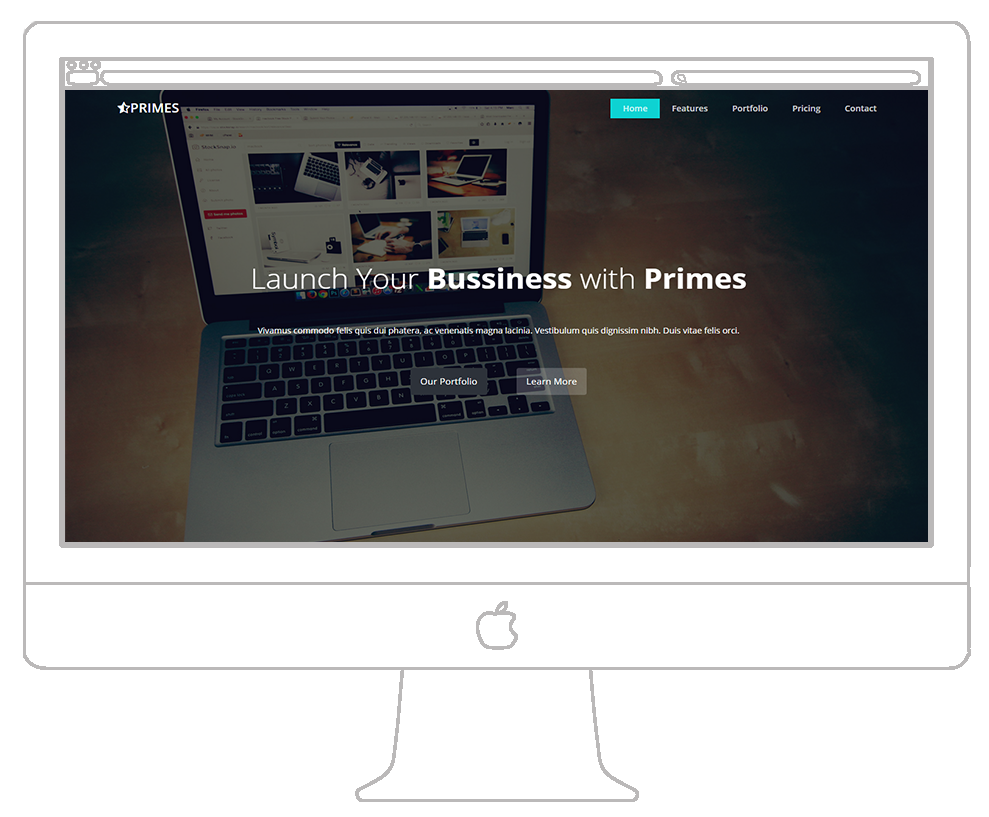 PRIMES
Home Features Portfolio Pricing Contact
Launch Your Bussiness with Primes
Vivamus commodo felis quis dui phatera, ac venenatis magna lacinia. Vestibulum quis dignissim nibh. Duis vitae felis orci.
Our Portfolio Learn More